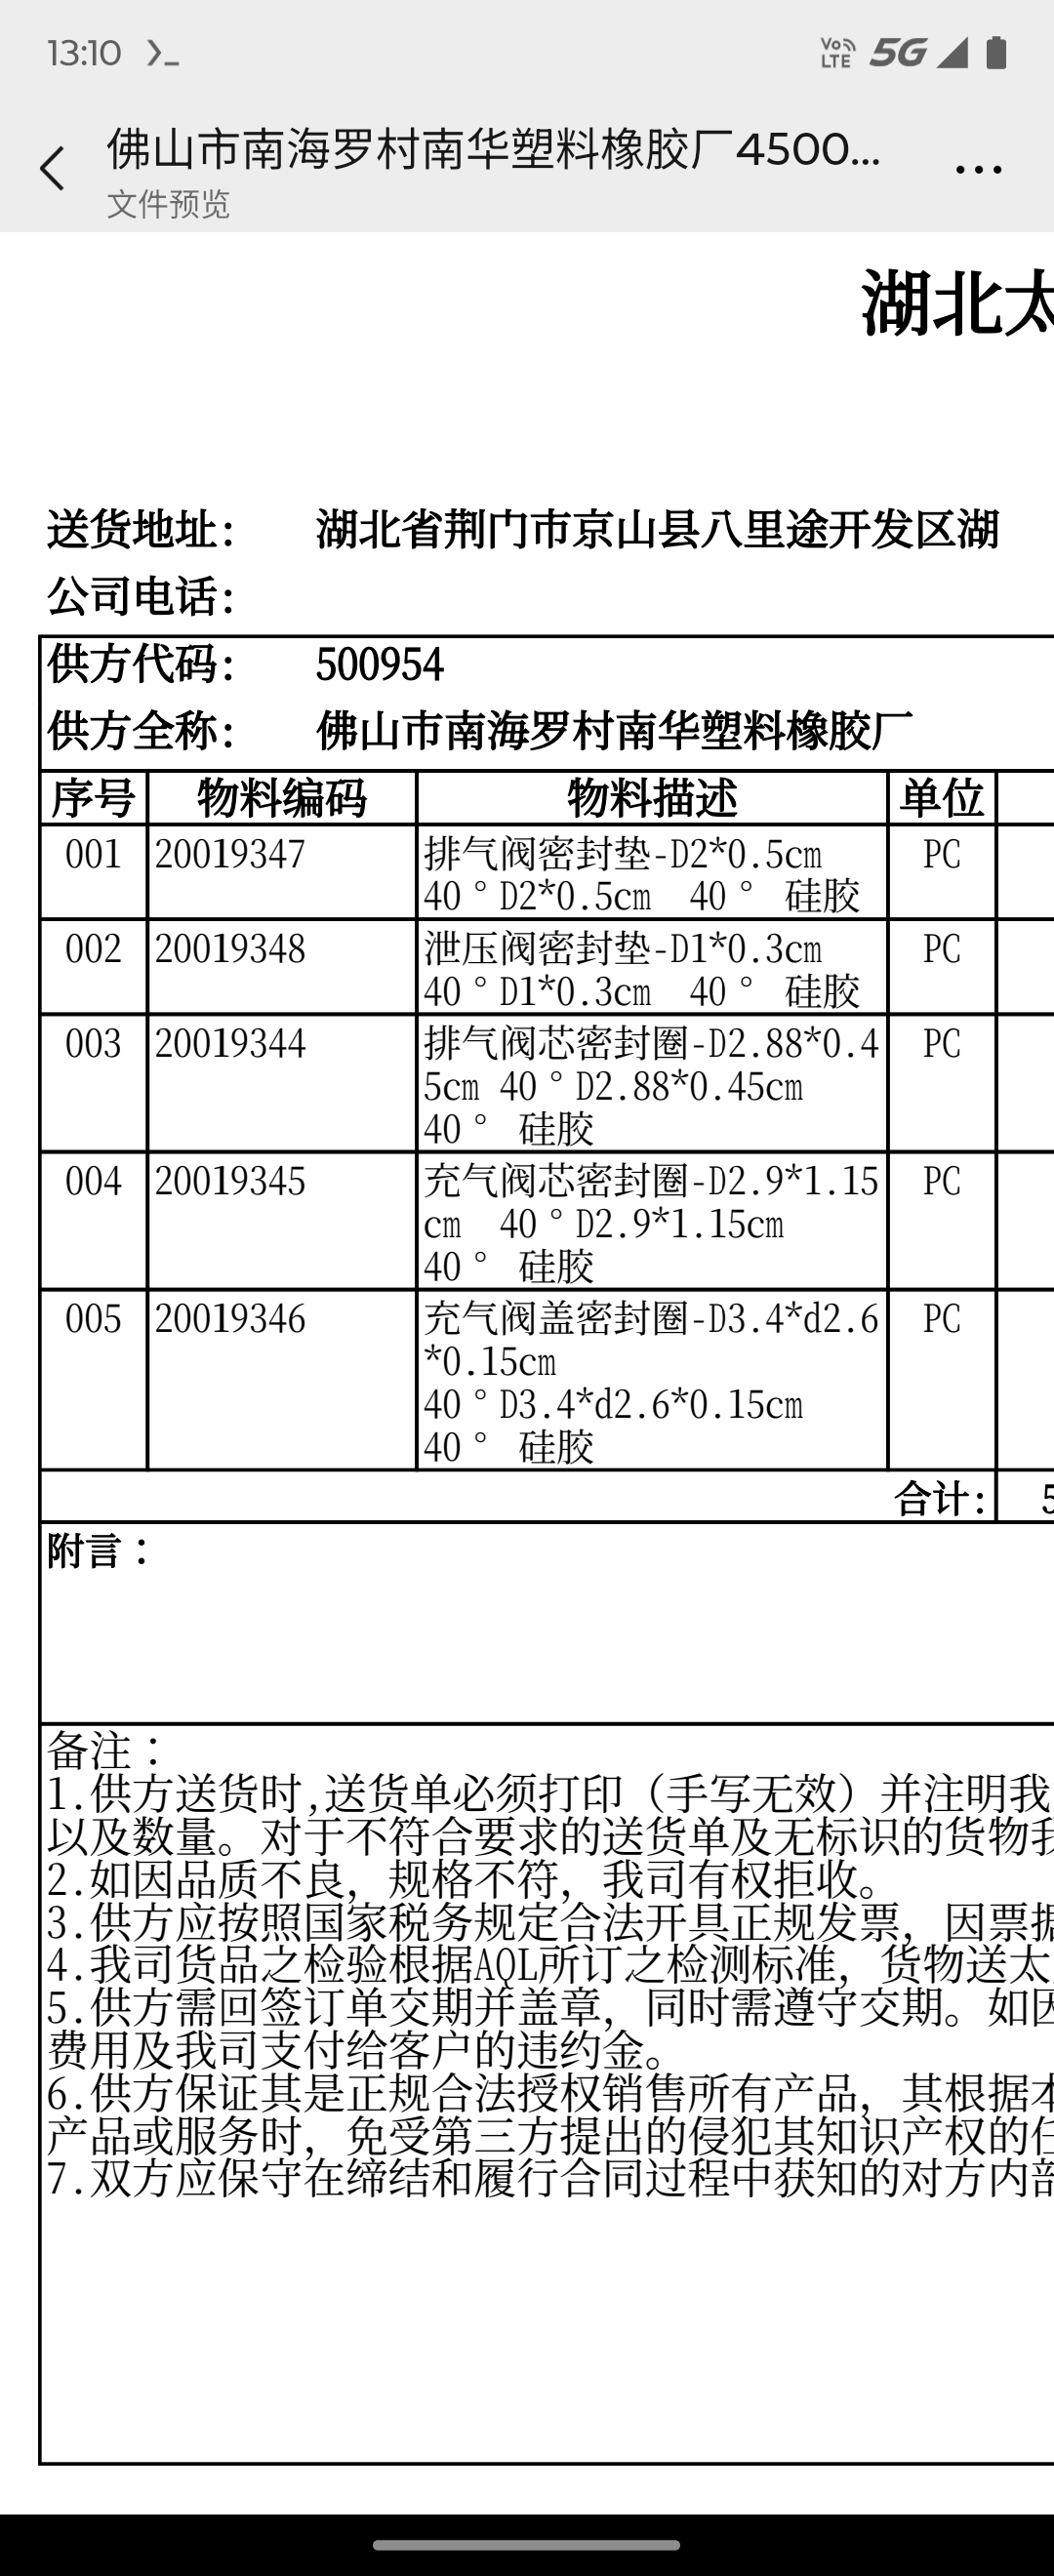 13:10
Vo LTE 5G
佛山市南海罗村南华塑料橡胶厂4500...
文件预览
湖北太
送货地址： 湖北省荆门市京山县八里途开发区湖
公司电话：
供方代码： 500954
供方全称： 佛山市南海罗村南华塑料橡胶厂
序号 物料编码 物料描述 单位
001 20019347 排气阀密封垫-D2*0.5cm PC
40°D2*0.5cm 40° 硅胶
002 20019348 泄压阀密封垫-D1*0.3cm PC
40°D1*0.3cm 40° 硅胶
003 20019344 排气阀芯密封圈-D2.88*0.4 PC
5cm 40°D2.88*0.45cm
40° 硅胶
004 20019345 充气阀芯密封圈-D2.9*1.15 PC
cm 40°D2.9*1.15cm
40° 硅胶
005 20019346 充气阀盖密封圈-D3.4*d2.6 PC
*0.15cm
40°D3.4*d2.6*0.15cm
40° 硅胶
合计： 5
附言：
备注：
1.供方送货时,送货单必须打印（手写无效）并注明我
以及数量。对于不符合要求的送货单及无标识的货物我
2.如因品质不良，规格不符，我司有权拒收。
3.供方应按照国家税务规定合法开具正规发票，因票据
4.我司货品之检验根据AQL所订之检测标准，货物送太
5.供方需回签订单交期并盖章，同时需遵守交期。如因
费用及我司支付给客户的违约金。
6.供方保证其是正规合法授权销售所有产品，其根据本
产品或服务时，免受第三方提出的侵犯其知识产权的任
7.双方应保守在缔结和履行合同过程中获知的对方内部